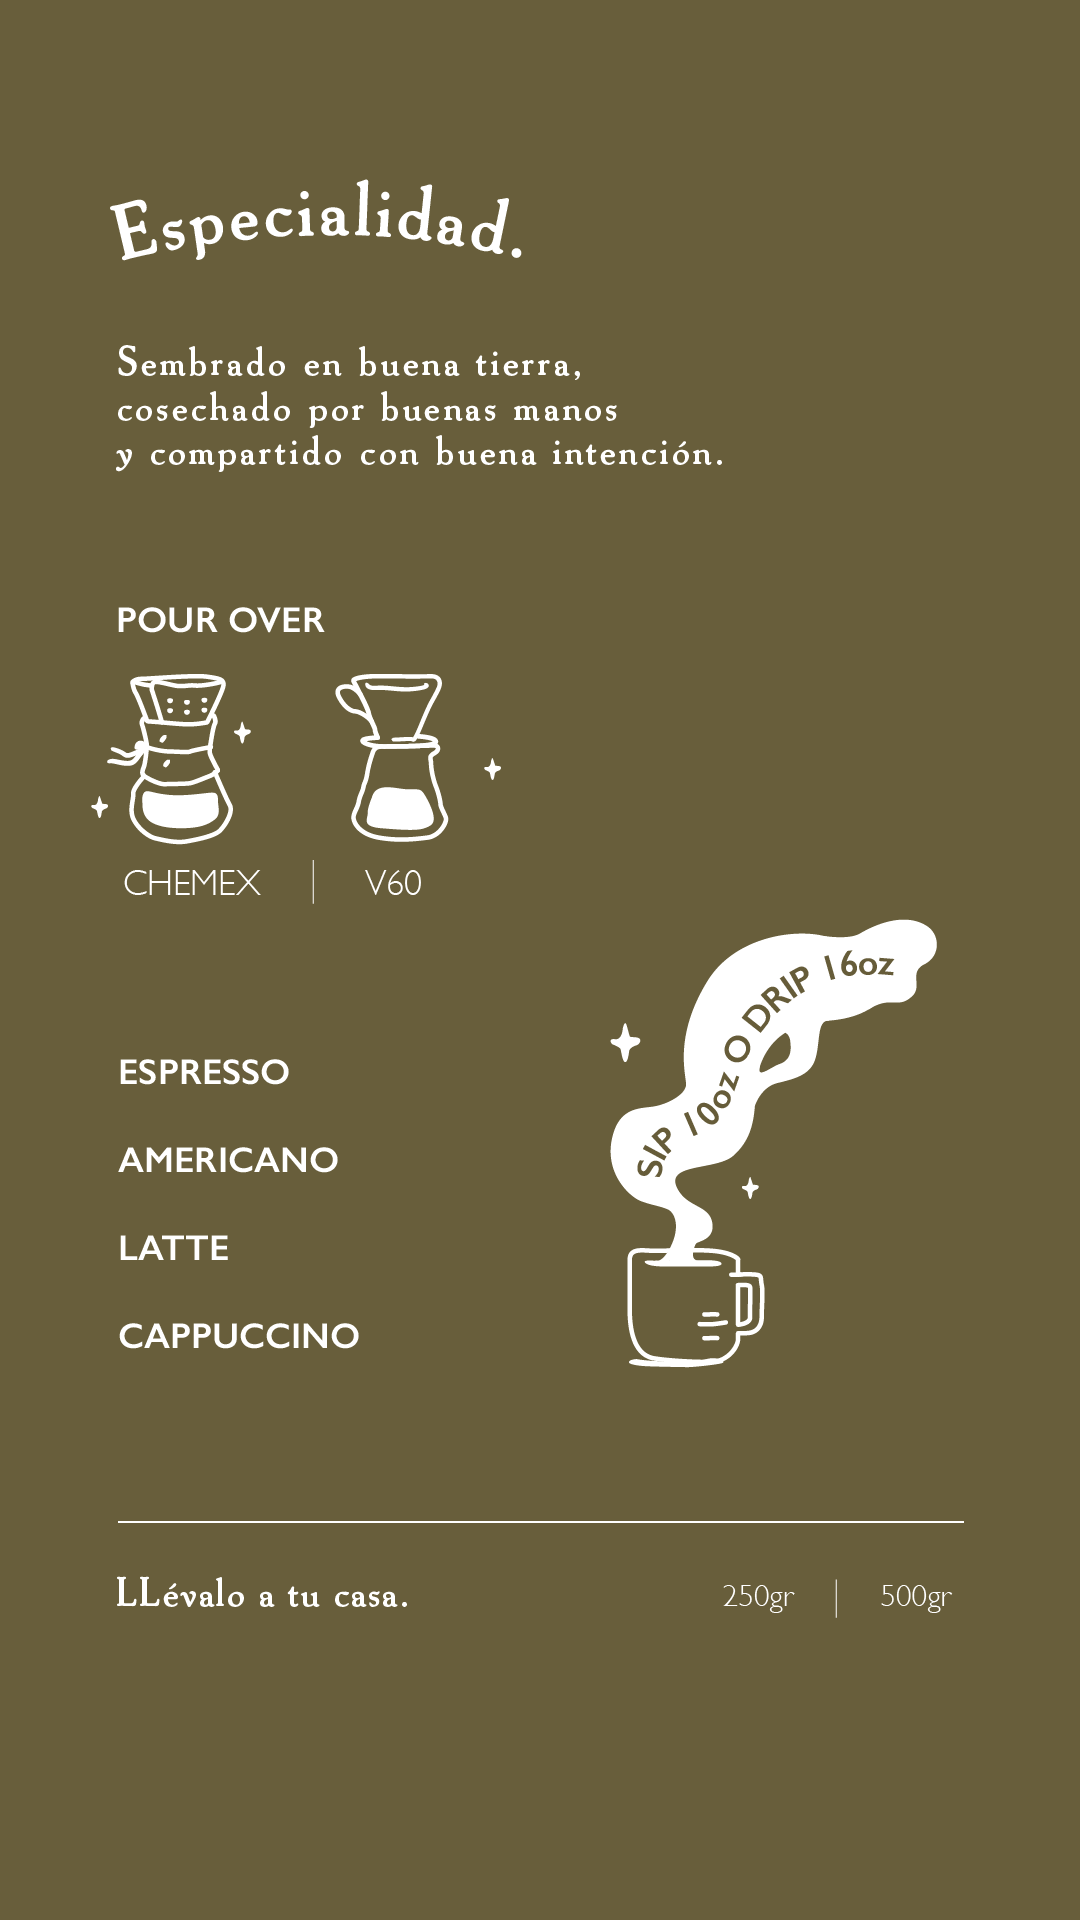 Especialidad.
Sembrado en buena tierra,
cosechado por buenas manos
y compartido con buena intención.
POUR OVER
CHEMEX | V60
SIP 10oz O DRIP 16oz
ESPRESSO
AMERICANO
LATTE
CAPPUCCINO
LLévalo a tu casa.
250gr | 500gr